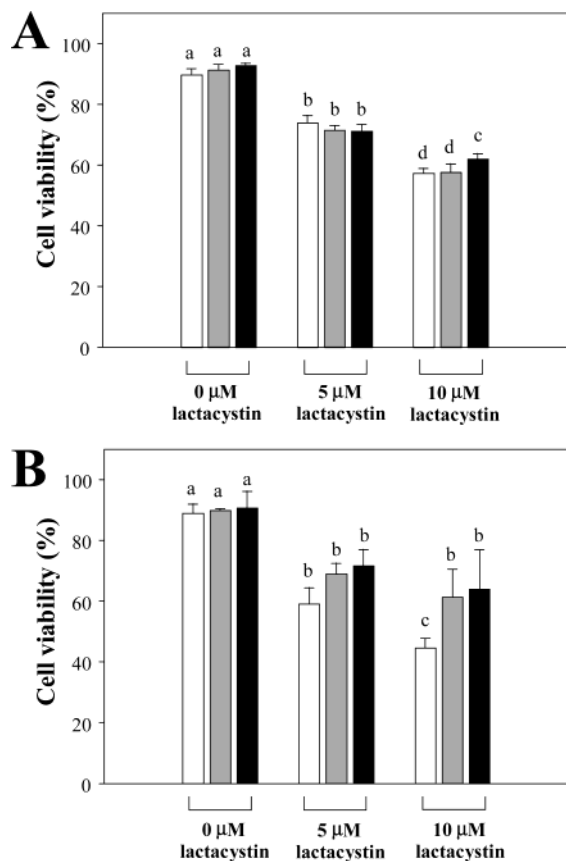 A
Cell viability (%)
100
80
60
40
20
0
a a a
b b b
d d c
0 μM
lactacystin
5 μM
lactacystin
10 μM
lactacystin
B
Cell viability (%)
100
80
60
40
20
0
a a a
b b b
c b b
0 μM
lactacystin
5 μM
lactacystin
10 μM
lactacystin